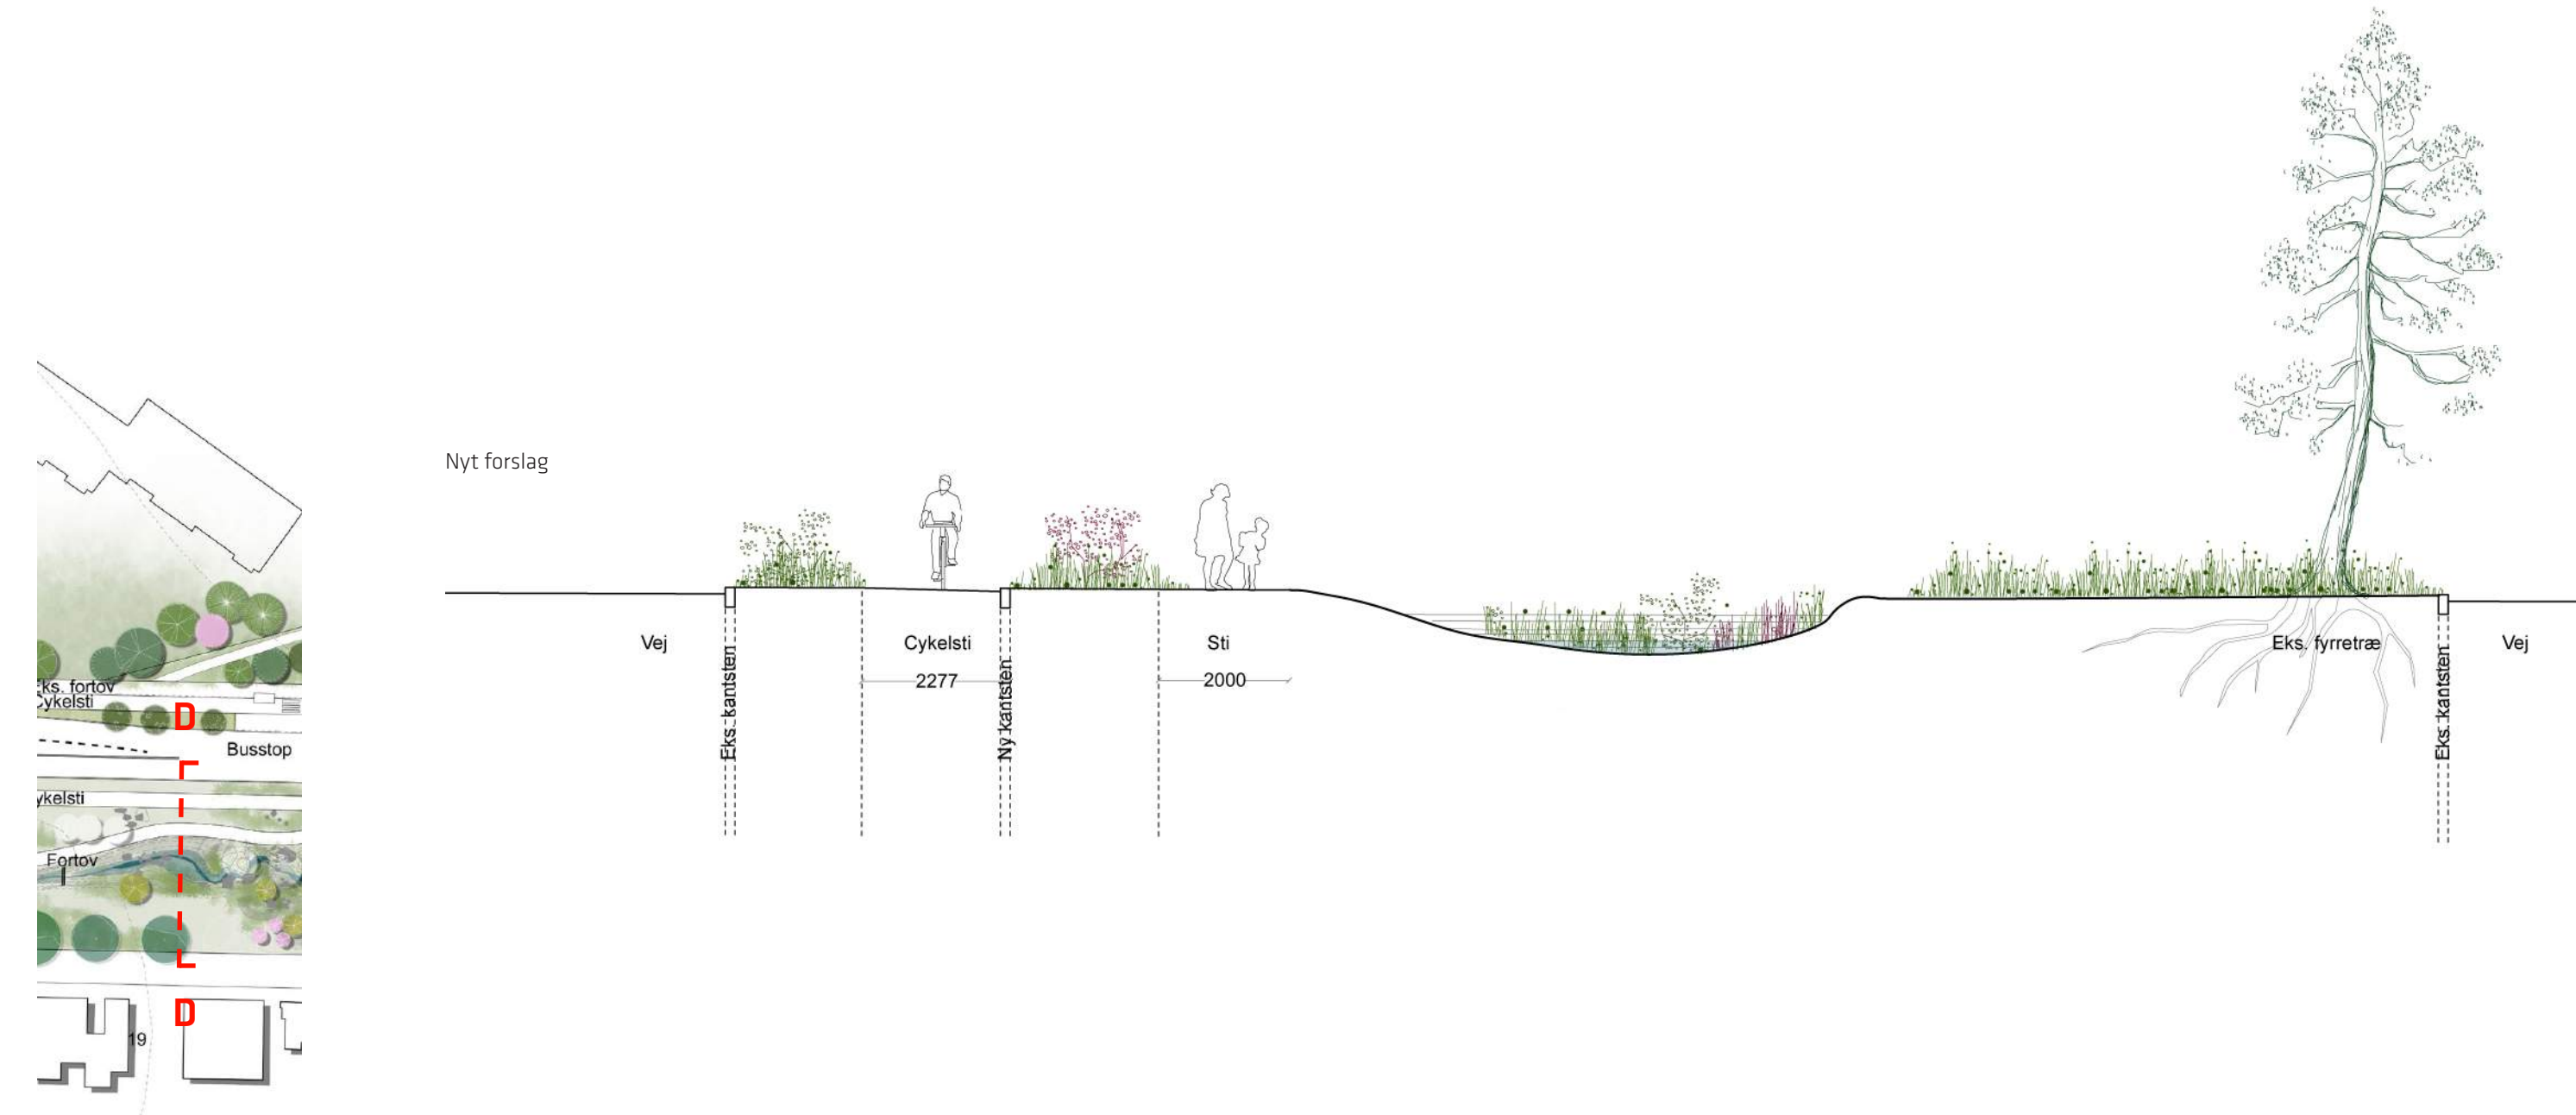 Nyt forslag
Vej
Eks. kantsten
Cykelsti
2277
Ny kantsten
Sti
2000
Eks. fyrretræ
Eks. kantsten
Vej
Eks. fortov
Cykelsti
D
Busstop
ykelsti
Fortov
D
19